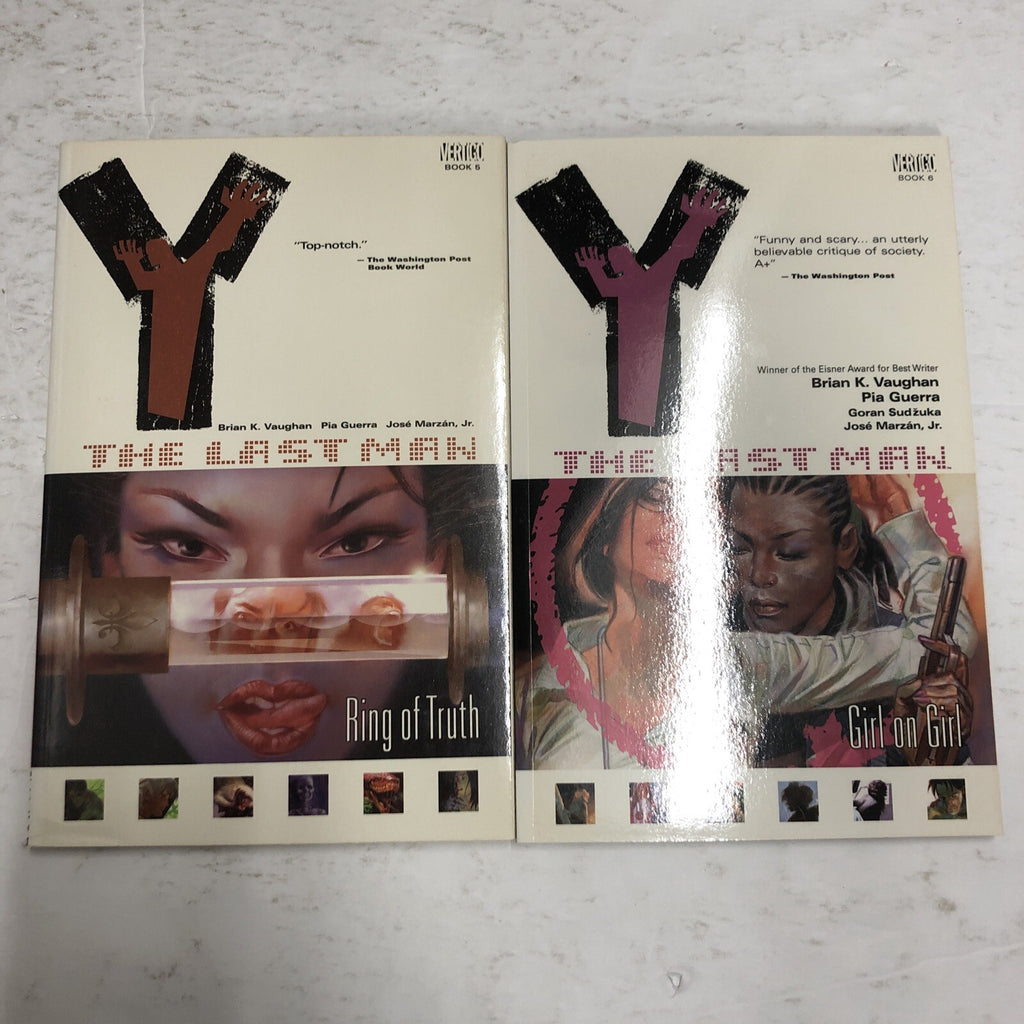 VERTIGO
BOOK 5
Y
“Top-notch.”
— The Washington Post
Book World
Brian K. Vaughan Pia Guerra José Marzán, Jr.
THE LAST MAN
Ring of Truth
VERTIGO
BOOK 6
Y
“Funny and scary... an utterly
believable critique of society.
A+”
— The Washington Post
Winner of the Eisner Award for Best Writer
Brian K. Vaughan
Pia Guerra
Goran Sudžuka
José Marzán, Jr.
THE LAST MAN
Girl on Girl